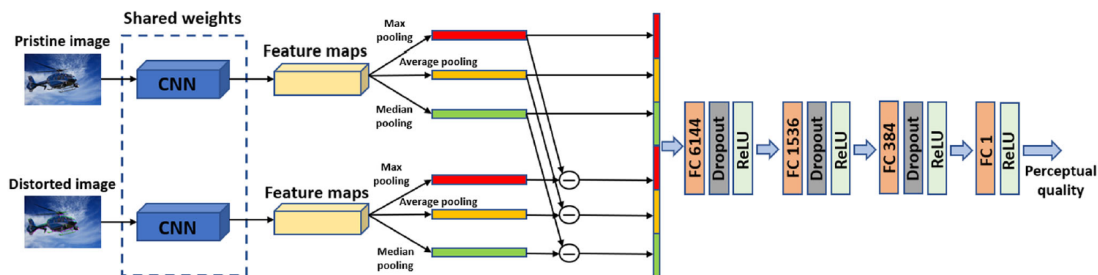 Shared weights
Pristine image
CNN
Feature maps
Max
pooling
Average pooling
Median
pooling
Distorted image
CNN
Feature maps
Max
pooling
Average pooling
Median
pooling
FC 6144
Dropout
ReLU
FC 1536
Dropout
ReLU
FC 384
Dropout
ReLU
FC 1
ReLU
Perceptual
quality